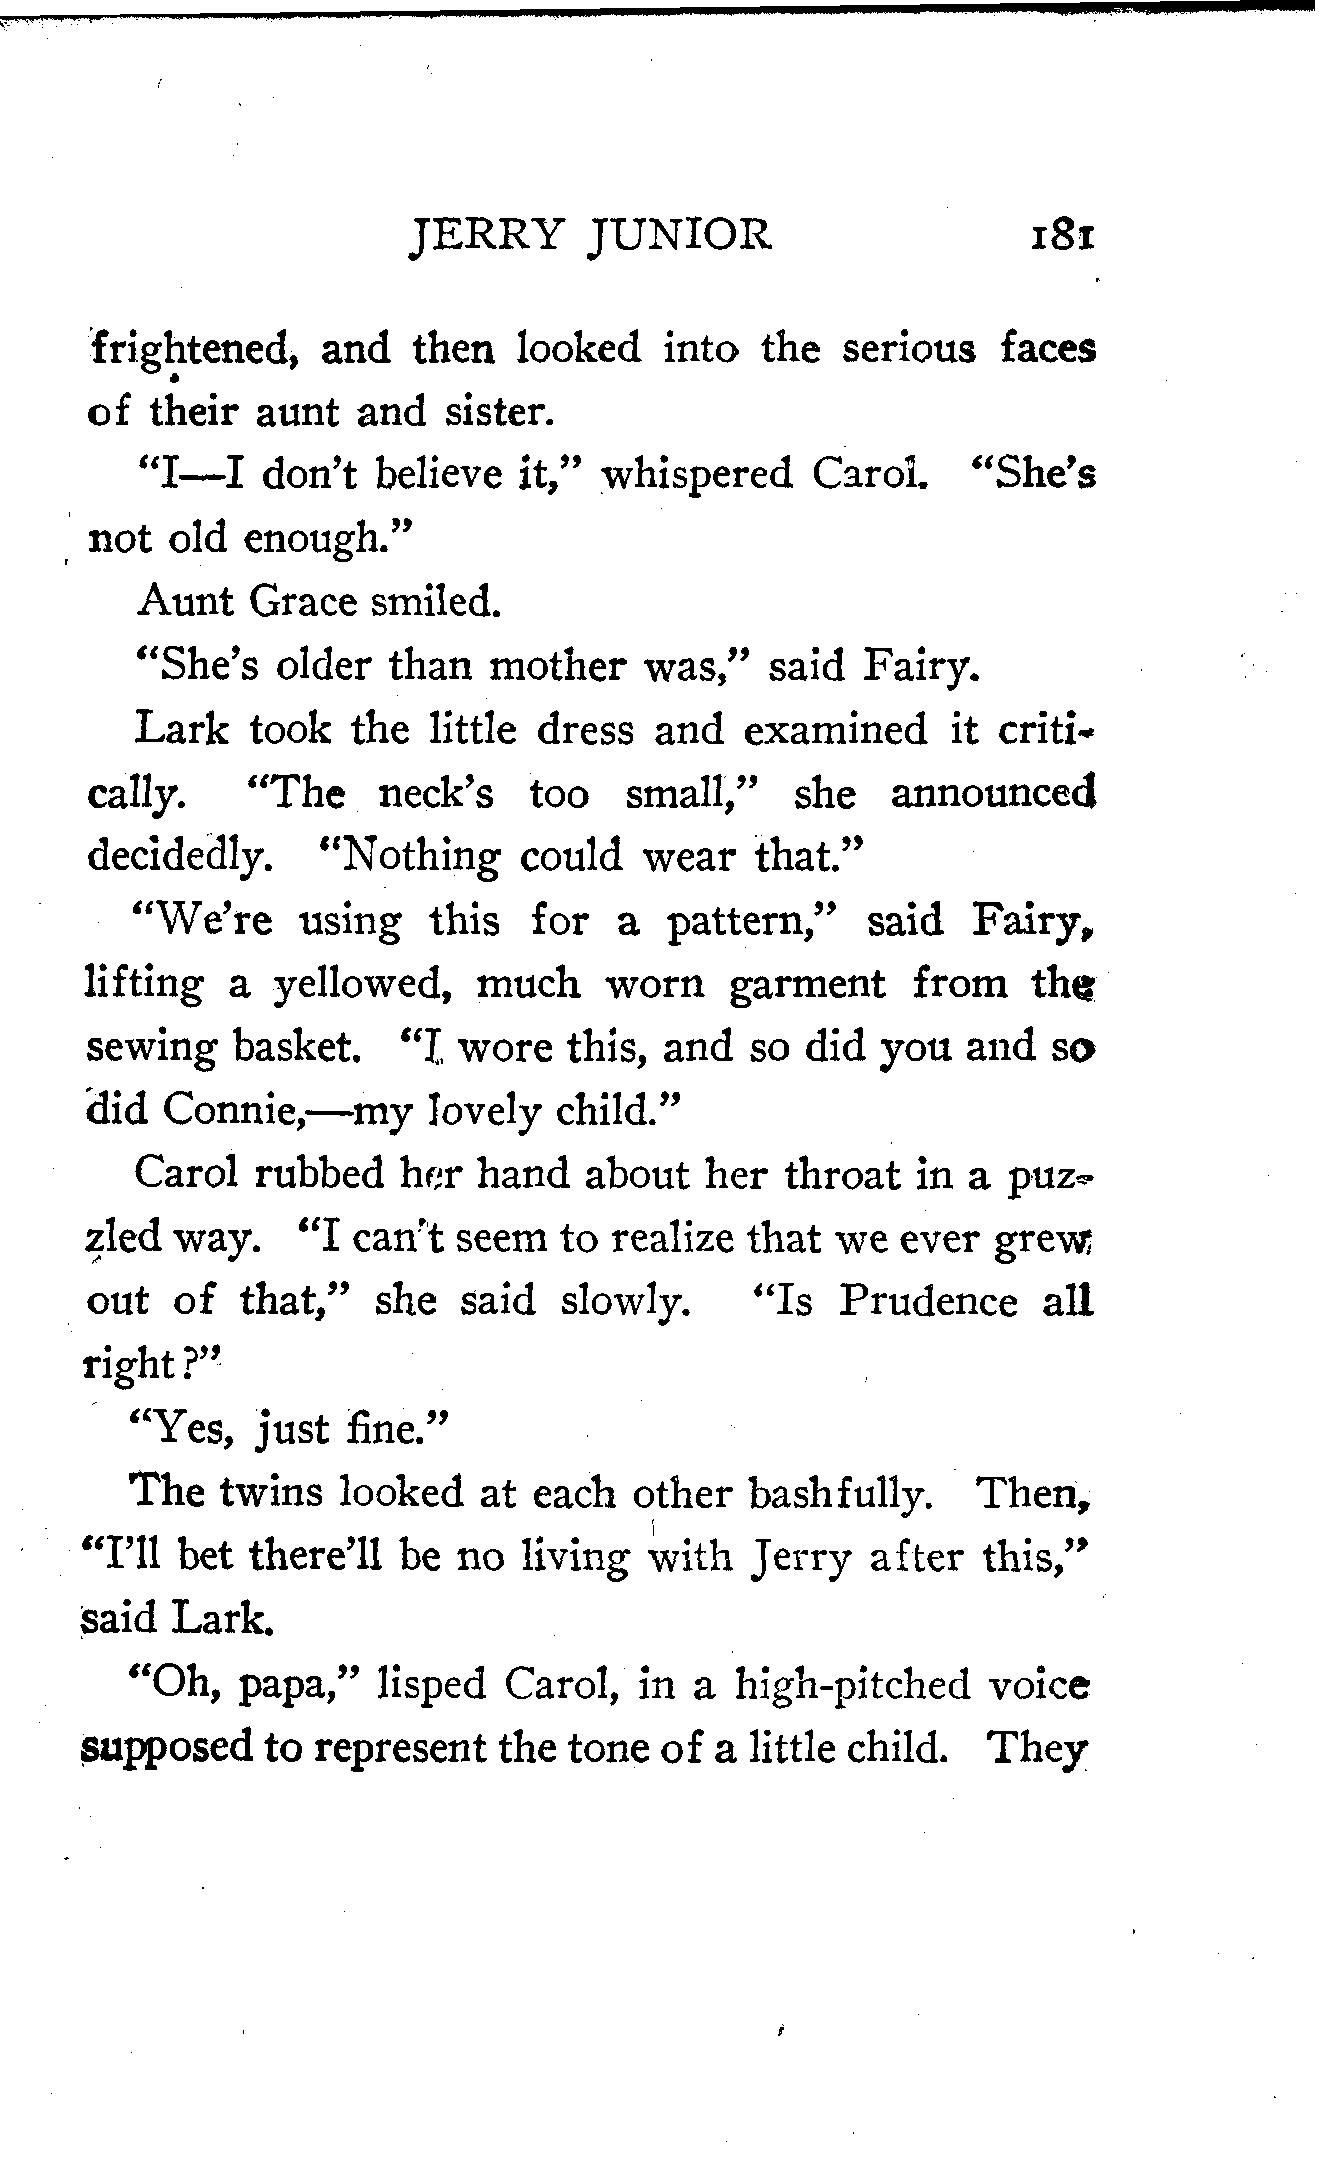 JERRY JUNIOR 181
frightened, and then looked into the serious faces
of their aunt and sister.
"I—I don't believe it," whispered Carol. "She's
not old enough."
Aunt Grace smiled.
"She's older than mother was," said Fairy.
Lark took the little dress and examined it criti-
cally. "The neck's too small," she announced
decidedly. "Nothing could wear that."
"We're using this for a pattern," said Fairy,
lifting a yellowed, much worn garment from the
sewing basket. "I wore this, and so did you and so
did Connie,—my lovely child."
Carol rubbed her hand about her throat in a puz-
zled way. "I can't seem to realize that we ever grew
out of that," she said slowly. "Is Prudence all
right?"
"Yes, just fine."
The twins looked at each other bashfully. Then,
"I'll bet there'll be no living with Jerry after this,"
said Lark.
"Oh, papa," lisped Carol, in a high-pitched voice
supposed to represent the tone of a little child. They